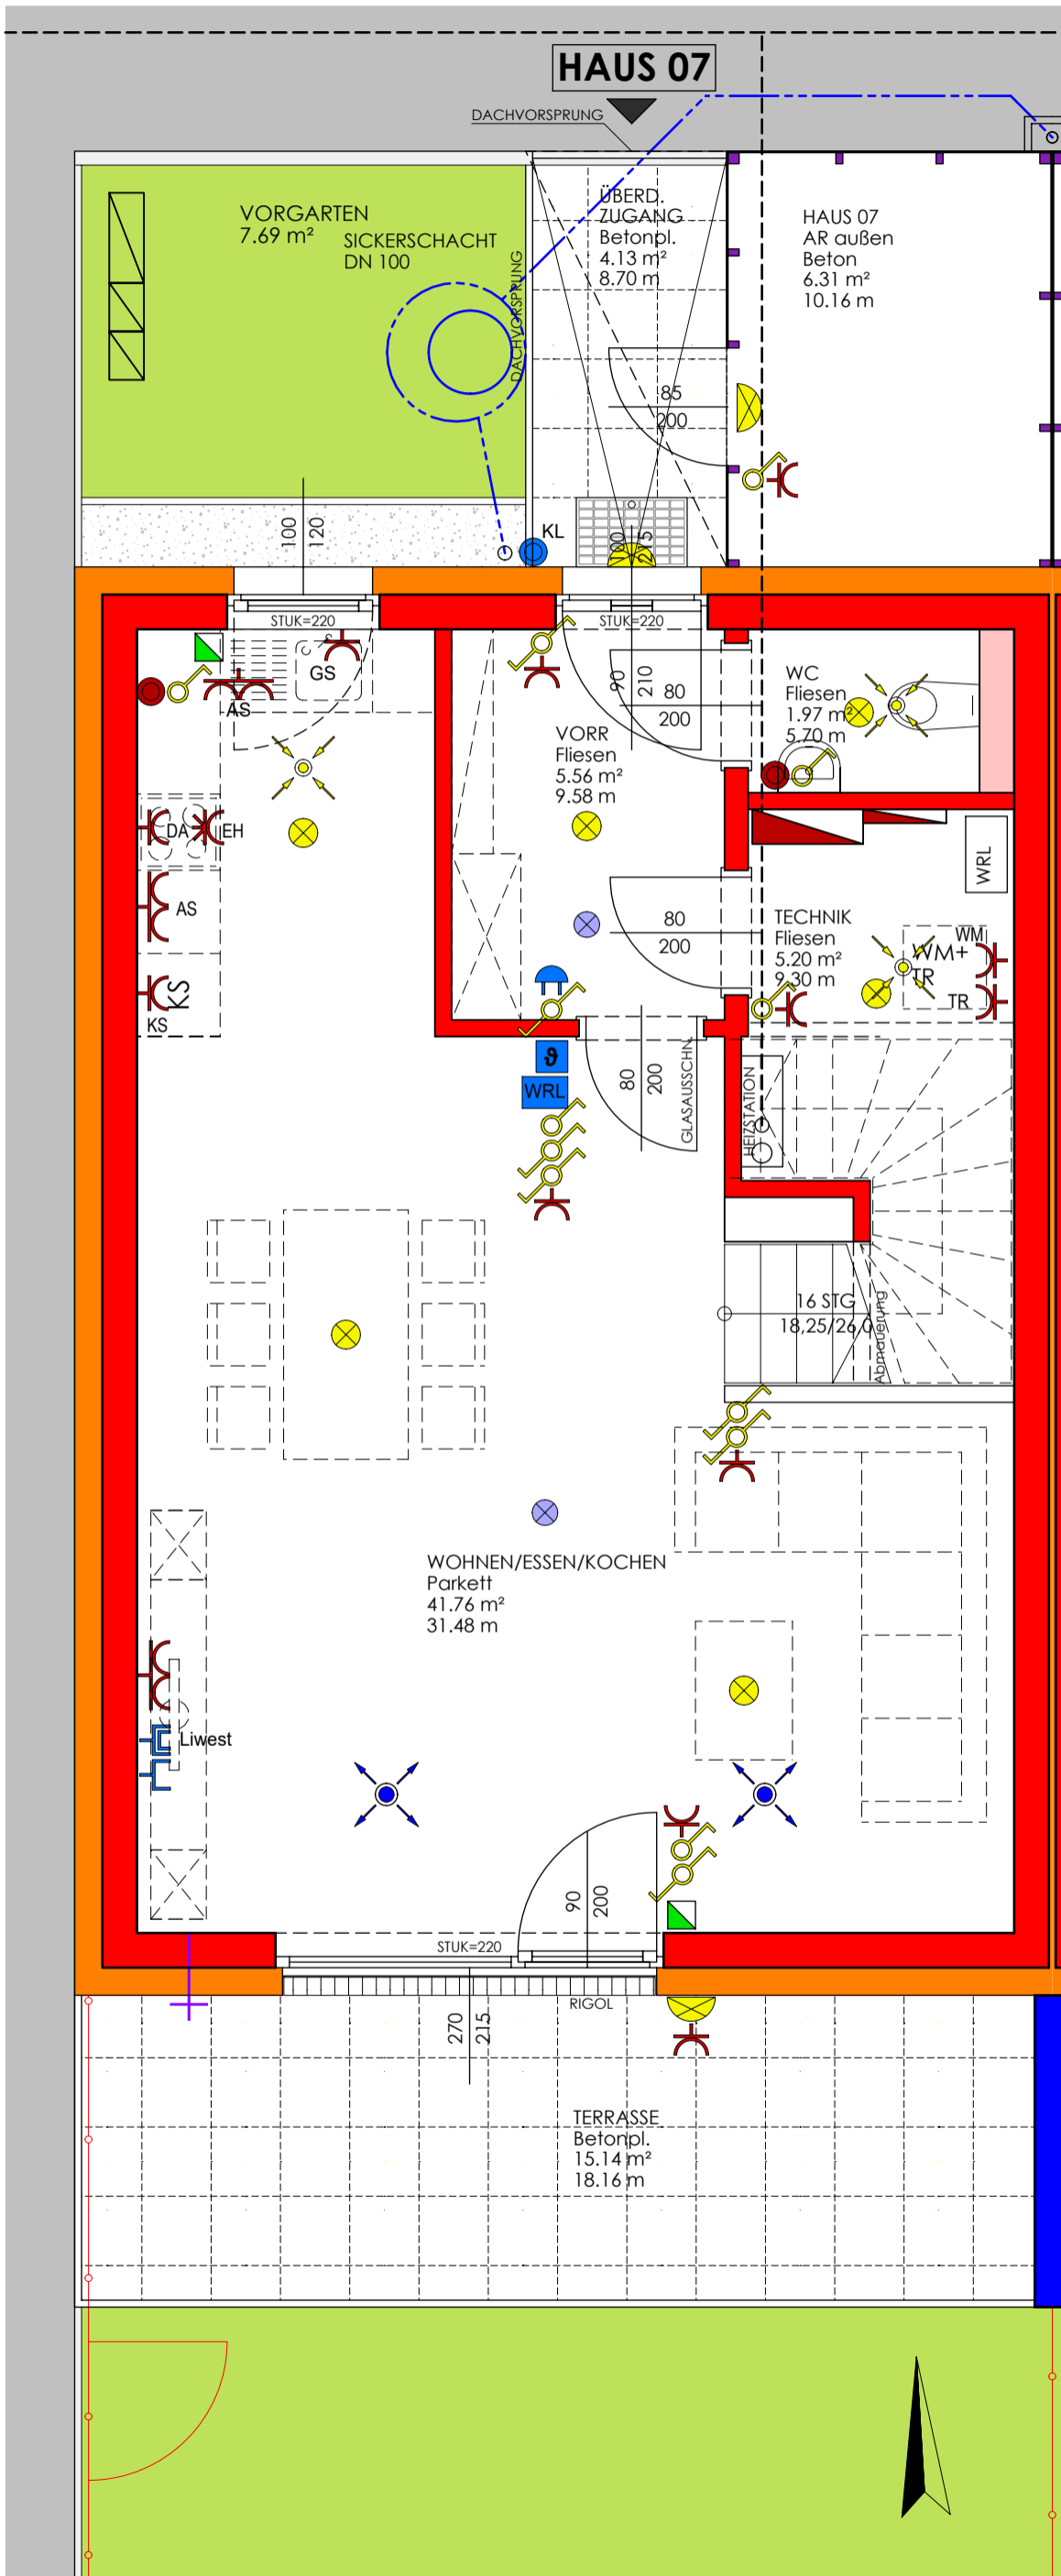 HAUS 07
DACHVORSPRUNG
VORGARTEN
7.69 m²
SICKERSCHACHT
DN 100
DACHVORSPRUNG
ÜBERD.
ZUGANG
Betonpl.
4.13 m²
8.70 m
HAUS 07
AR außen
Beton
6.31 m²
10.16 m
85
200
100
120
KL
215
STUK=220
STUK=220
GS
AS
90
210
80
200
WC
Fliesen
1.97 m²
5.70 m
VORR
Fliesen
5.56 m²
9.58 m
DA
EH
AS
KS
KS
WRL
80
200
TECHNIK
Fliesen
5.20 m²
9.30 m
WM
WM+
TR
TR
ϑ
WRL
80
200
GLASAUSSCHN.
HEIZSTATION
16 STG
18,25/26,0
Abmauerung
WOHNEN/ESSEN/KOCHEN
Parkett
41.76 m²
31.48 m
Liwest
90
200
STUK=220
RIGOL
270
215
TERRASSE
Betonpl.
15.14 m²
18.16 m